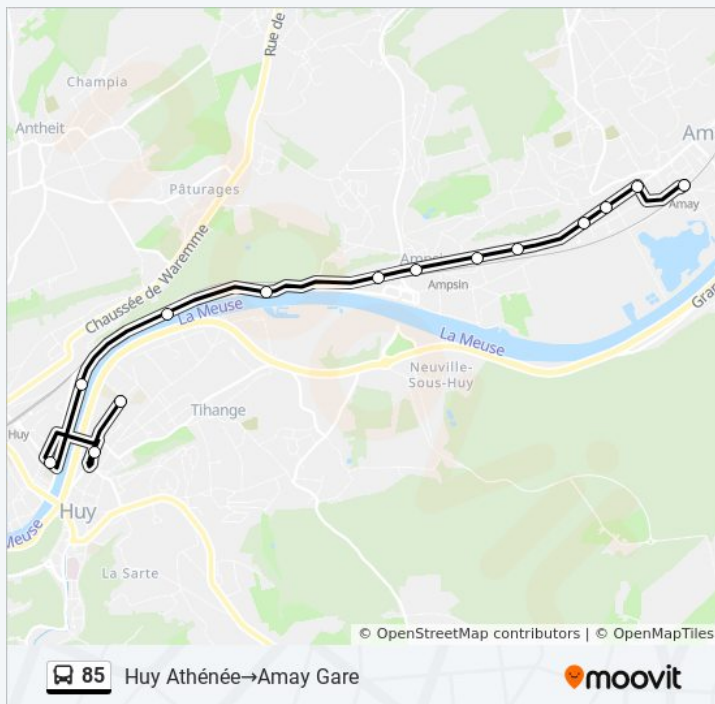 Rue de
Champia
Antheit
Am
Pâturages
Amay
Chaussée de Waremme
Ampsin
La Meuse
Gran
La Meuse
Neuville-
Sous-Huy
Tihange
Huy
Huy
Meuse
La Sarte
© OpenStreetMap contributors | © OpenMapTiles
85 Huy Athénée→Amay Gare
moovit